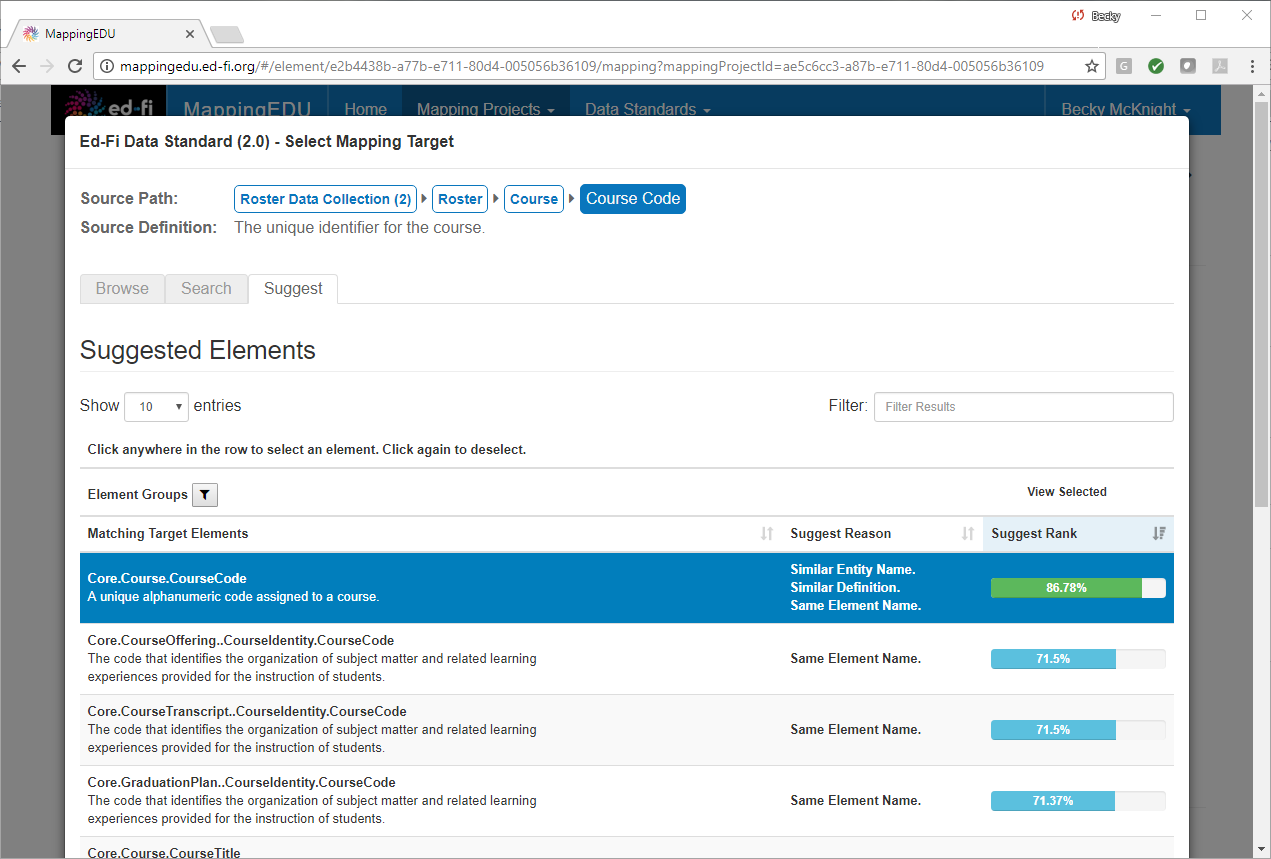 Becky
MappingEDU
mappingedu.ed-fi.org/#/element/e2b4438b-a77b-e711-80d4-005056b36109/mapping?mappingProjectId=ae5c6cc3-a87b-e711-80d4-005056b36109
ed-fi MappingEDU Home Mapping Projects Data Standards Becky McKnight
Ed-Fi Data Standard (2.0) - Select Mapping Target
Source Path: Roster Data Collection (2) Roster Course Course Code
Source Definition: The unique identifier for the course.
Browse Search Suggest
Suggested Elements
Show 10 entries Filter: Filter Results
Click anywhere in the row to select an element. Click again to deselect.
Element Groups View Selected
Matching Target Elements Suggest Reason Suggest Rank
Core.Course.CourseCode
A unique alphanumeric code assigned to a course.
Similar Entity Name.
Similar Definition.
Same Element Name.
86.78%
Core.CourseOffering..CourseIdentity.CourseCode
The code that identifies the organization of subject matter and related learning
experiences provided for the instruction of students.
Same Element Name.
71.5%
Core.CourseTranscript..CourseIdentity.CourseCode
The code that identifies the organization of subject matter and related learning
experiences provided for the instruction of students.
Same Element Name.
71.5%
Core.GraduationPlan..CourseIdentity.CourseCode
The code that identifies the organization of subject matter and related learning
experiences provided for the instruction of students.
Same Element Name.
71.37%
Core.Course.CourseTitle